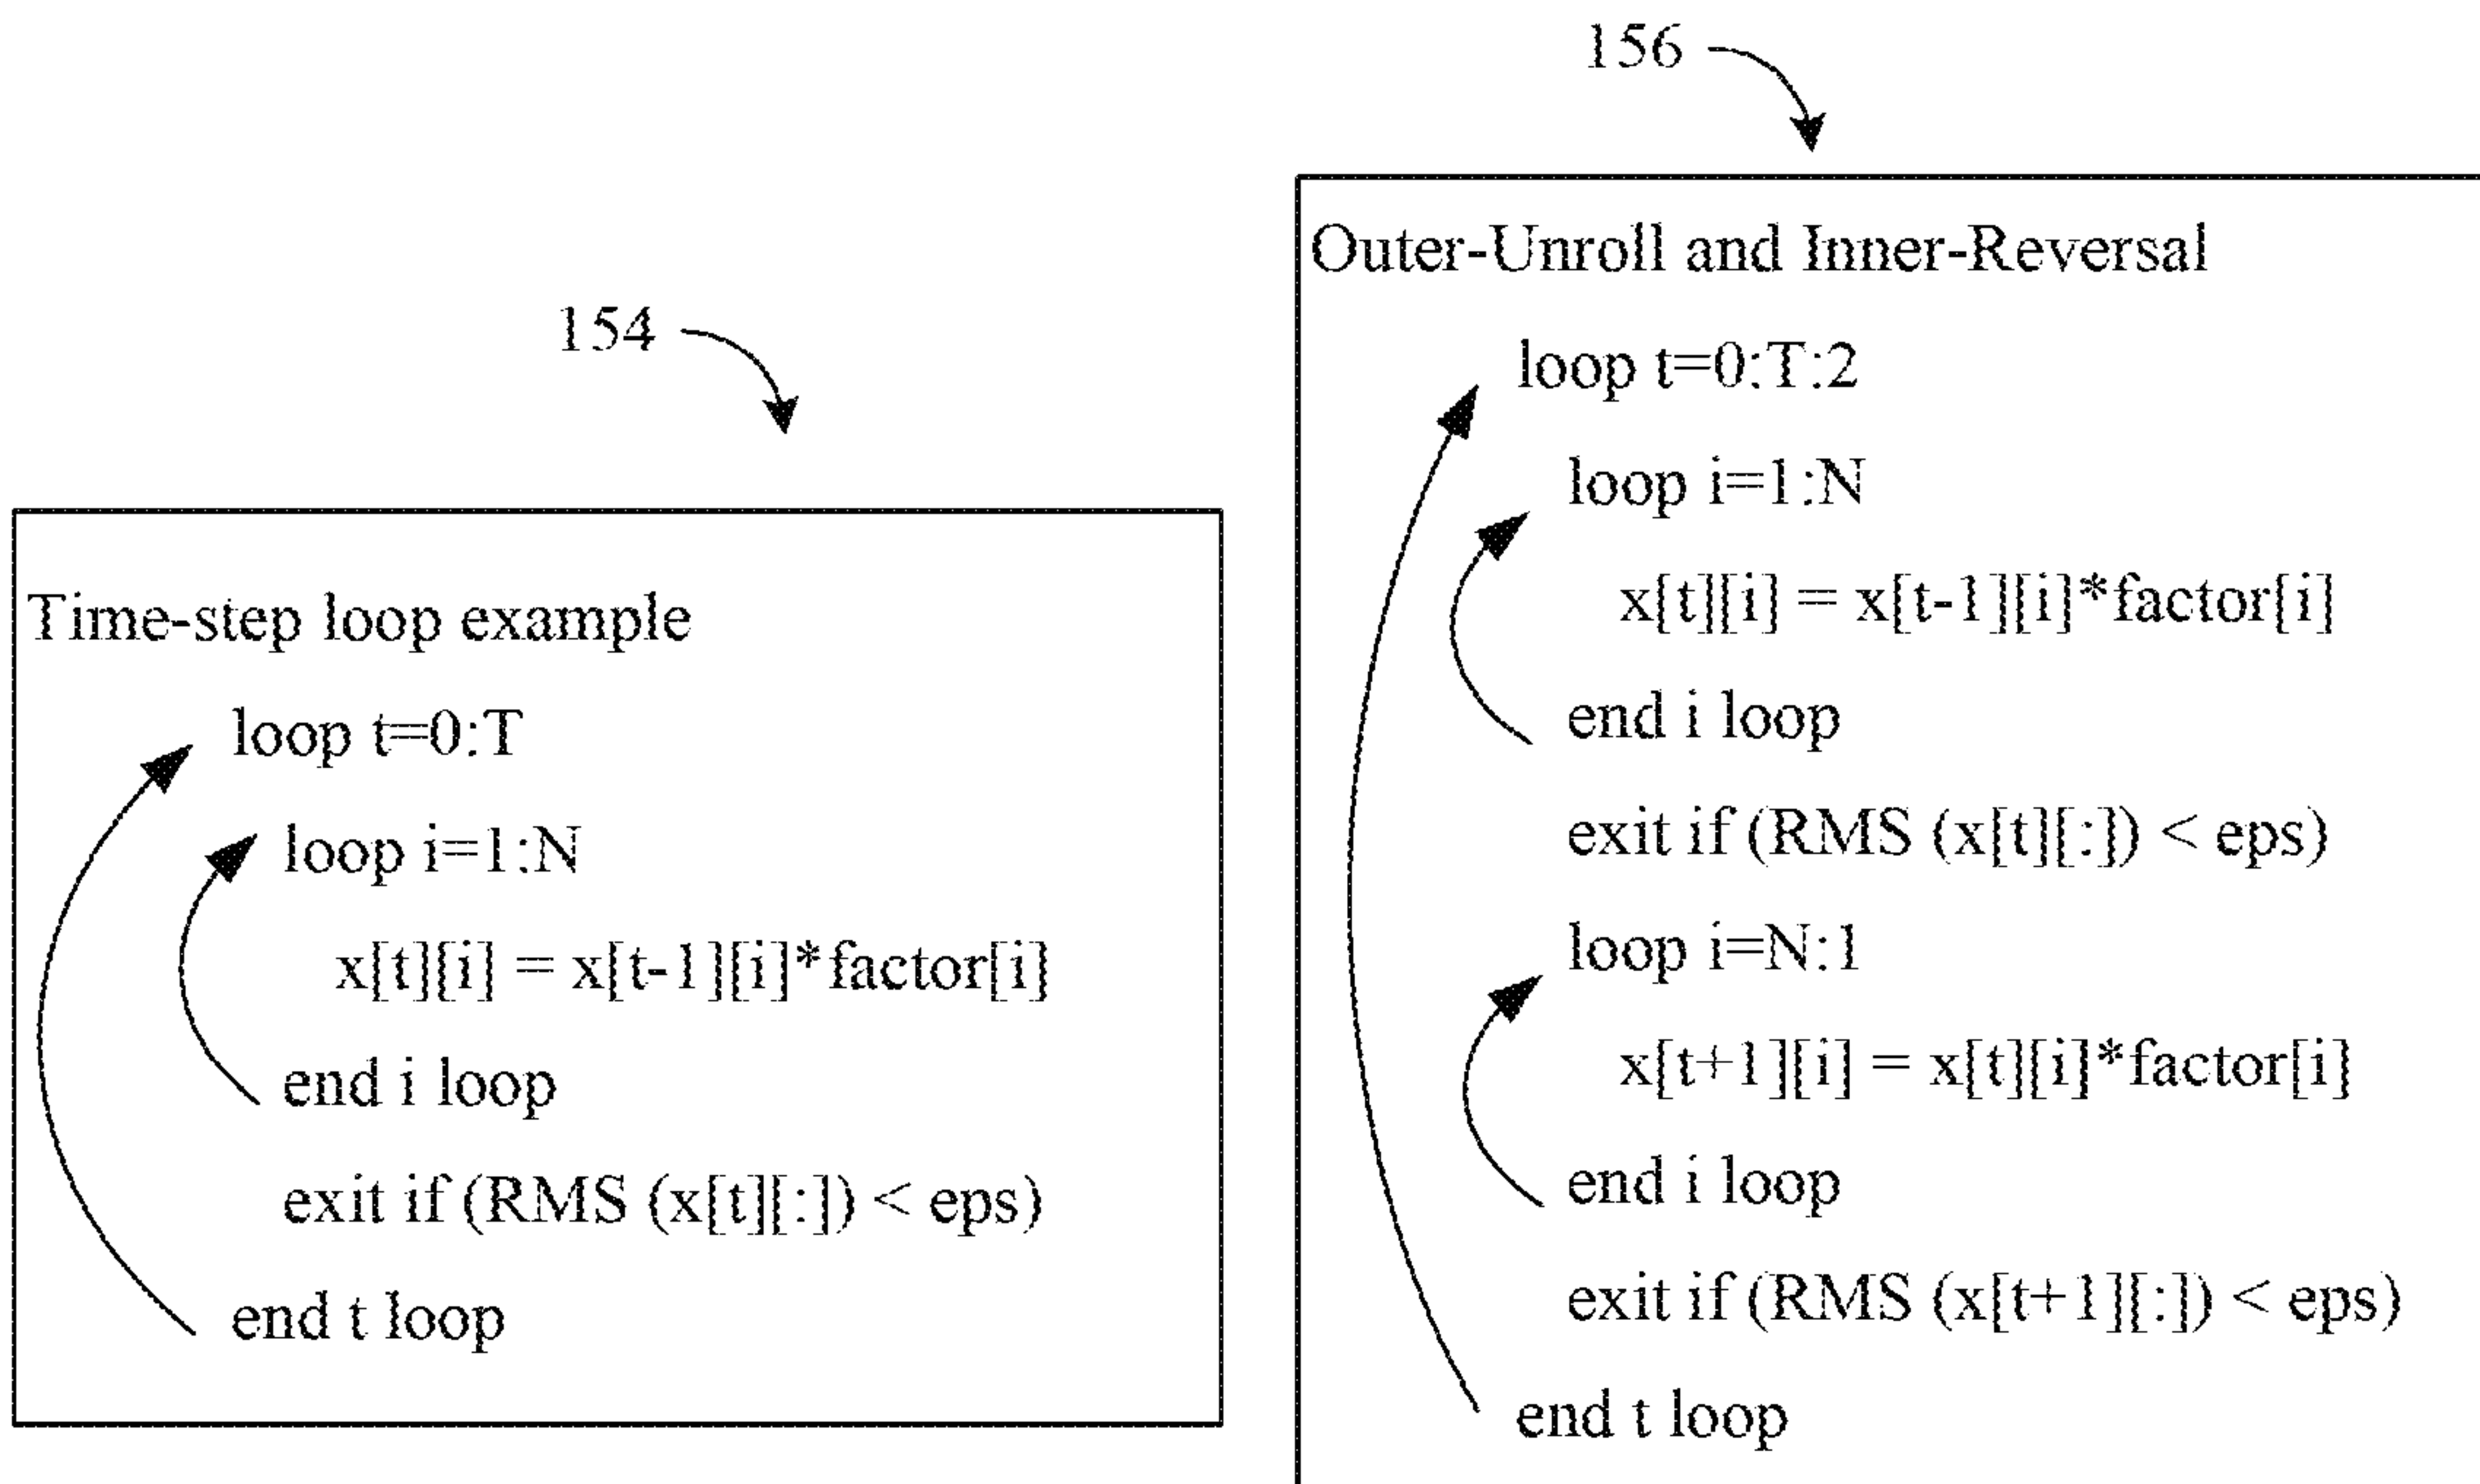 154
Time-step loop example
loop t=0:T
loop i=1:N
x[t][i] = x[t-1][i]*factor[i]
end i loop
exit if (RMS (x[t][:]) < eps)
end t loop
156
Outer-Unroll and Inner-Reversal
loop t=0:T:2
loop i=1:N
x[t][i] = x[t-1][i]*factor[i]
end i loop
exit if (RMS (x[t][:]) < eps)
loop i=N:1
x[t+1][i] = x[t][i]*factor[i]
end i loop
exit if (RMS (x[t+1][:]) < eps)
end t loop